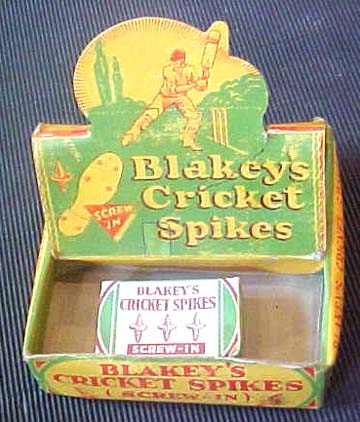 Blakey's
Cricket
Spikes
SCREW
IN
BLAKEY'S
CRICKET SPIKES
SCREW-IN
BLAKEY'S
CRICKET SPIKES
(SCREW-IN)